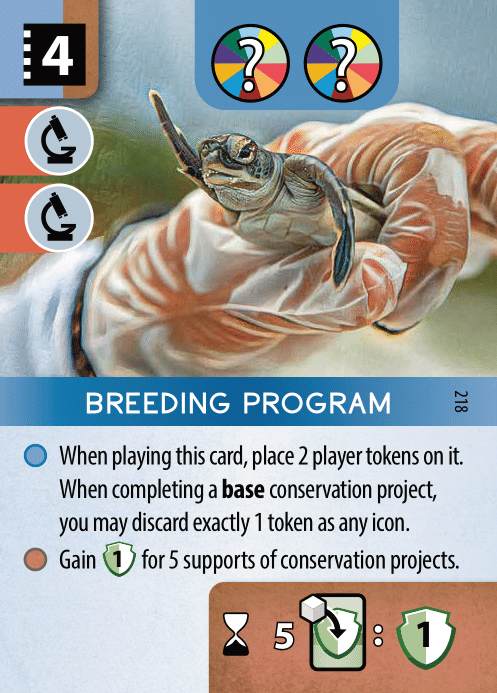 4
? ?
BREEDING PROGRAM
218
When playing this card, place 2 player tokens on it.
When completing a base conservation project,
you may discard exactly 1 token as any icon.
Gain 1 for 5 supports of conservation projects.
5 : 1